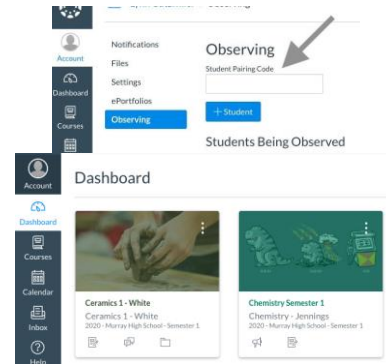 Account
Dashboard
Courses
Notifications
Files
Settings
ePortfolios
Observing
Observing
Student Pairing Code
+ Student
Students Being Observed
Account
Dashboard
Courses
Calendar
Inbox
Help
Dashboard
Ceramics 1 - White
Ceramics 1 - White
2020 - Murray High School - Semester 1
Chemistry Semester 1
Chemistry - Jennings
2020 - Murray High School - Semester 1